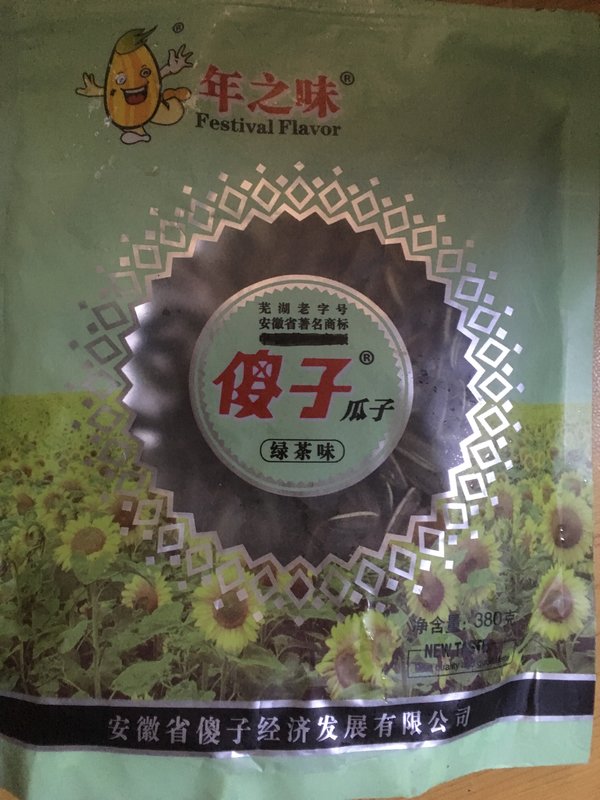 ®
年之味®
Festival Flavor
芜湖老字号
安徽省著名商标
傻子®
瓜子
绿茶味
净含量：380克
NEW TASTE
安徽省傻子经济发展有限公司